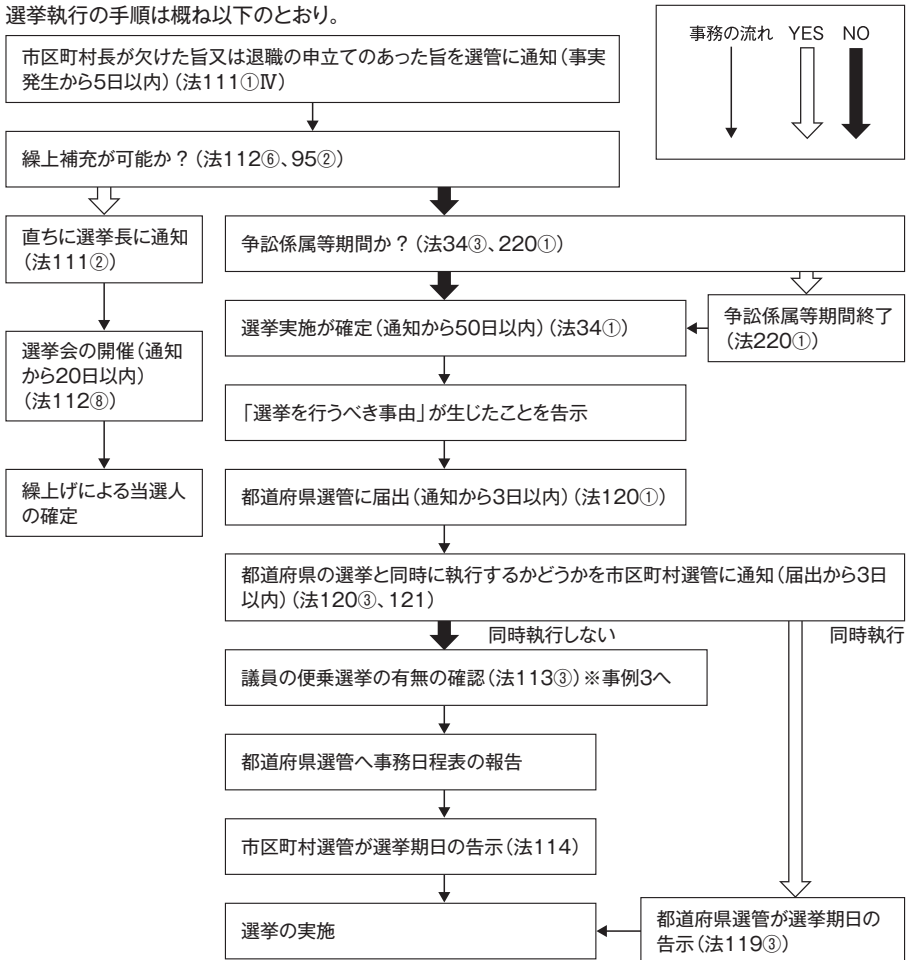 選挙執行の手順は概ね以下のとおり。
事務の流れ YES NO
市区町村長が欠けた旨又は退職の申立てのあった旨を選管に通知(事実
発生から5日以内)(法111①Ⅳ)
繰上補充が可能か?(法112⑥、95②)
直ちに選挙長に通知
(法111②)
選挙会の開催(通知
から20日以内)
(法112⑧)
繰上げによる当選人
の確定
争訟係属等期間か?(法34③、220①)
争訟係属等期間終了
(法220①)
選挙実施が確定(通知から50日以内)(法34①)
「選挙を行うべき事由」が生じたことを告示
都道府県選管に届出(通知から3日以内)(法120①)
都道府県の選挙と同時に執行するかどうかを市区町村選管に通知(届出から3日
以内)(法120③、121)
同時執行しない
同時執行
議員の便乗選挙の有無の確認(法113③)※事例3へ
都道府県選管へ事務日程表の報告
市区町村選管が選挙期日の告示(法114)
都道府県選管が選挙期日の
告示(法119③)
選挙の実施